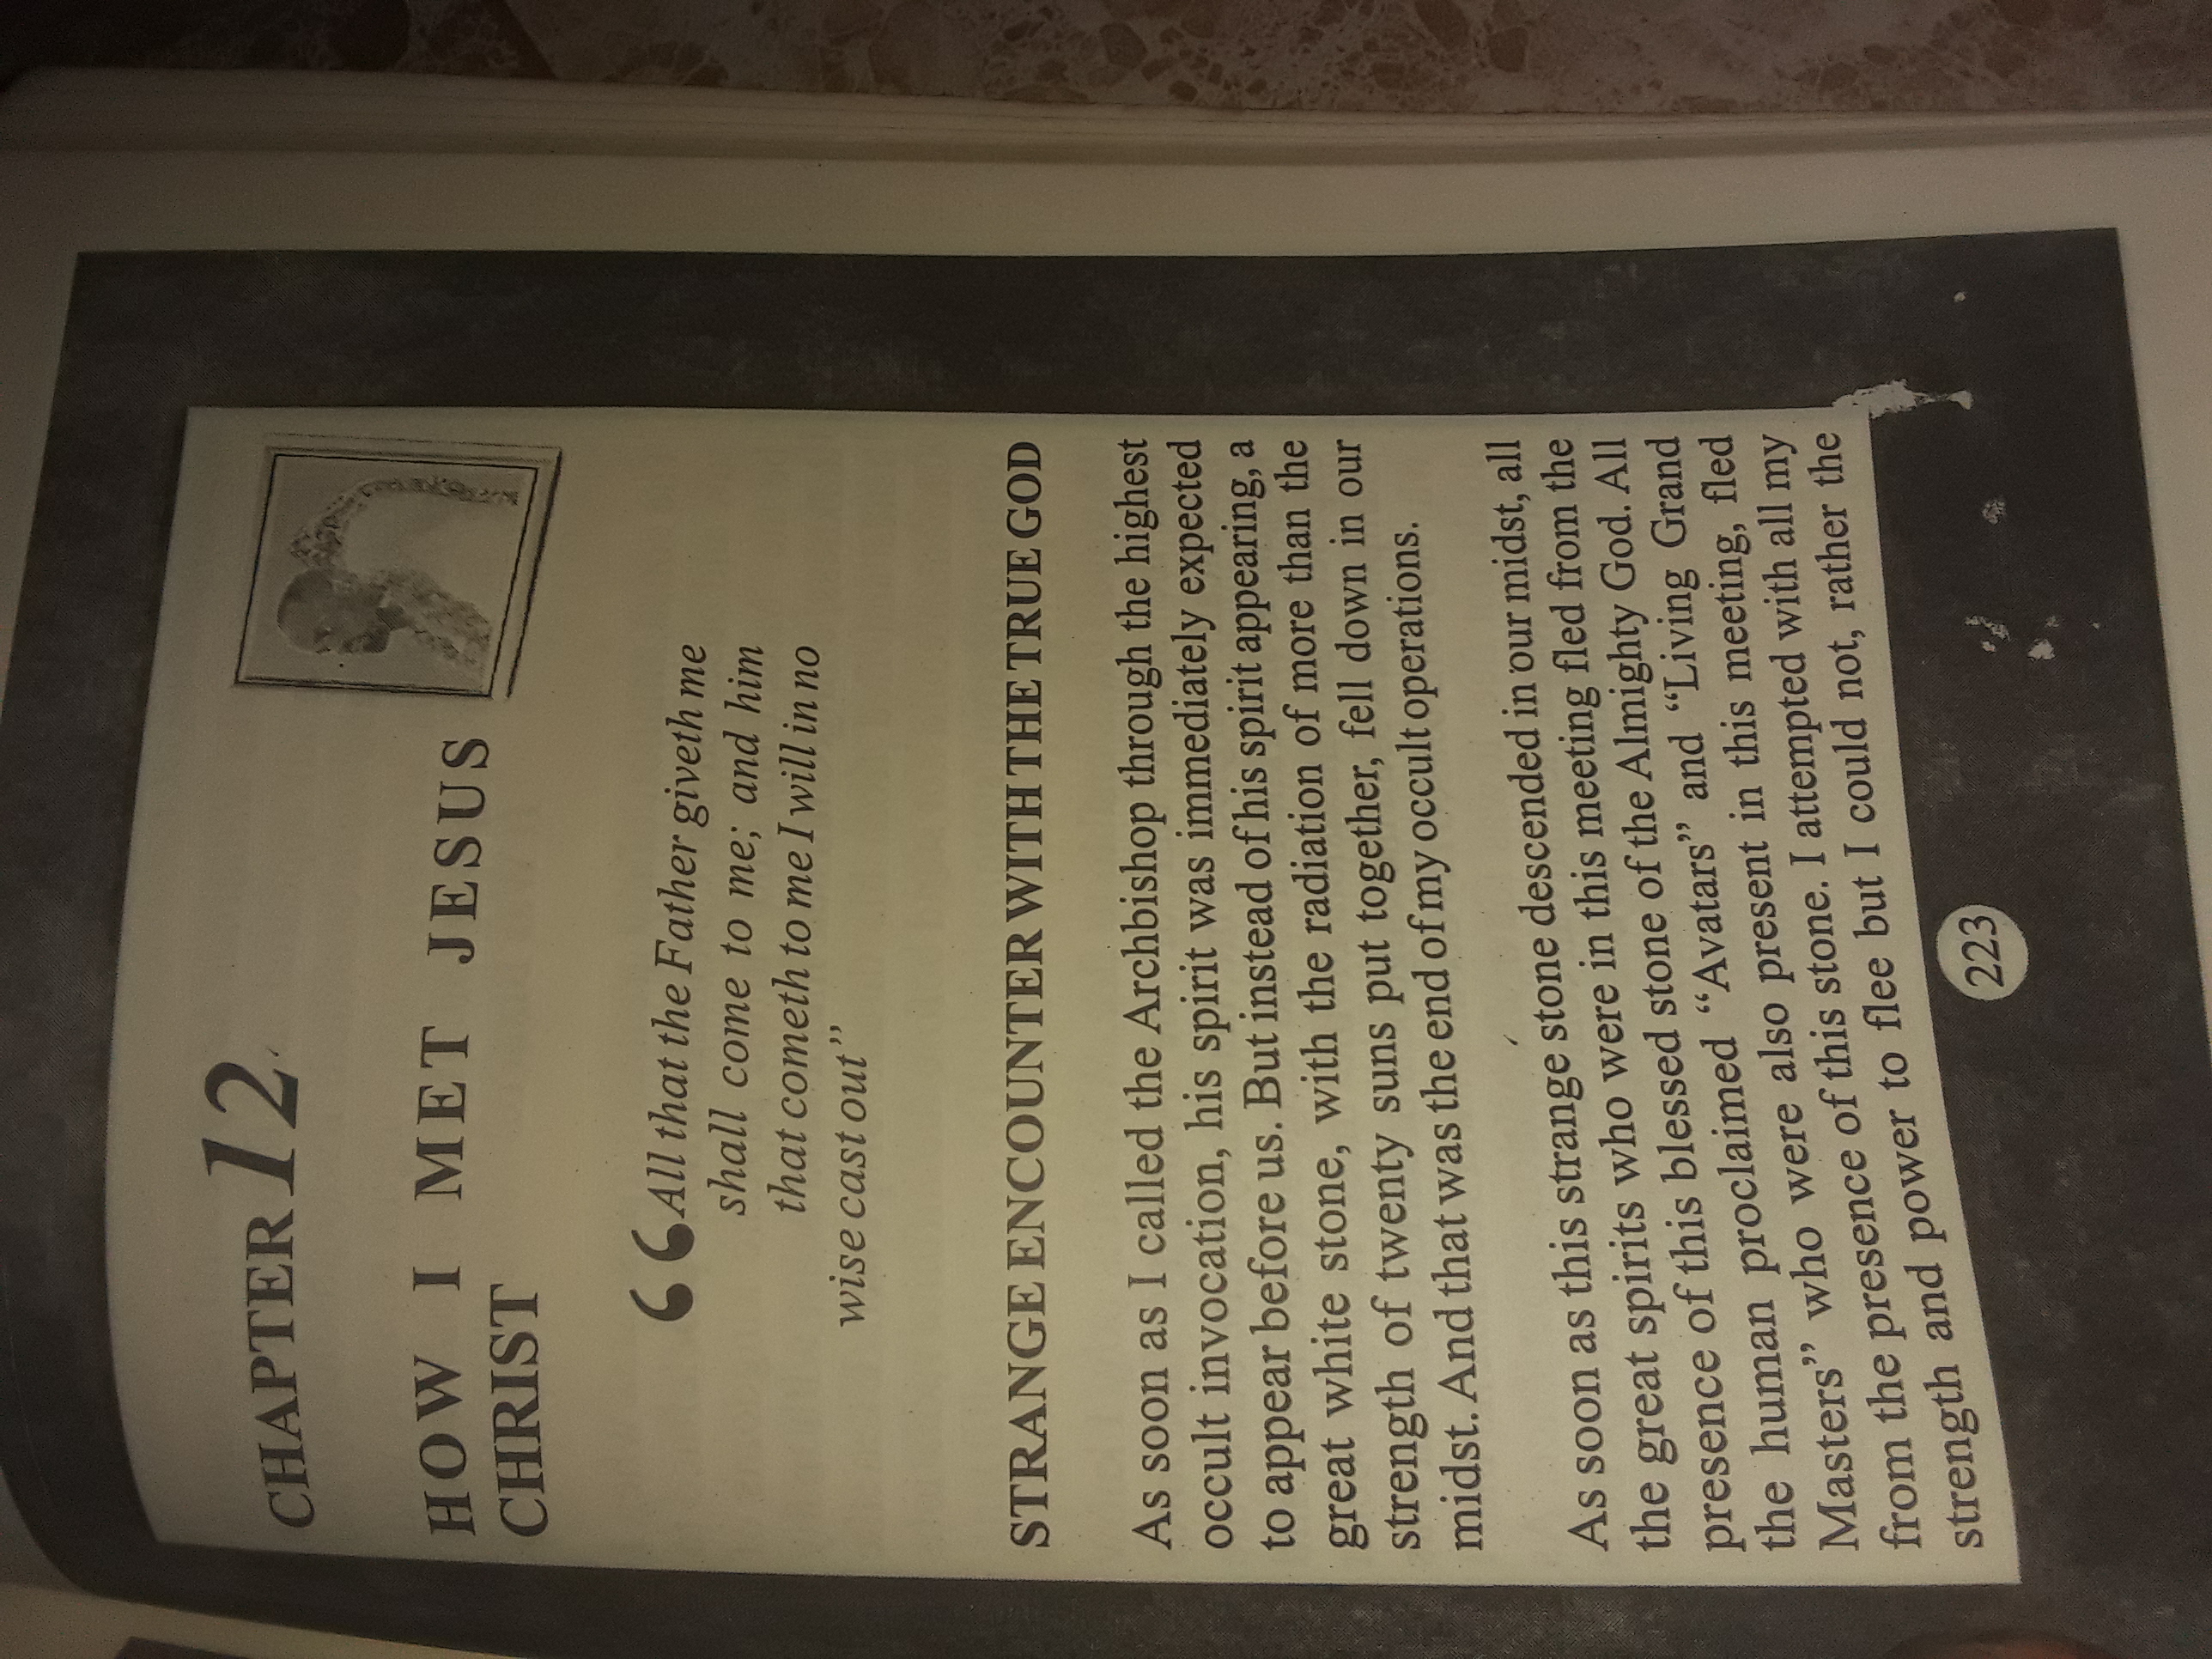 CHAPTER 12
HOW I MET JESUS
CHRIST
“All that the Father giveth me
shall come to me; and him
that cometh to me I will in no
wise cast out”
STRANGE ENCOUNTER WITH THE TRUE GOD
As soon as I called the Archbishop through the highest
occult invocation, his spirit was immediately expected
to appear before us. But instead of his spirit appearing, a
great white stone, with the radiation of more than the
strength of twenty suns put together, fell down in our
midst. And that was the end of my occult operations.
As soon as this strange stone descended in our midst, all
the great spirits who were in this meeting fled from the
presence of this blessed stone of the Almighty God. All
the human proclaimed “Avatars” and “Living Grand
Masters” who were also present in this meeting, fled
from the presence of this stone. I attempted with all my
strength and power to flee but I could not, rather the
223